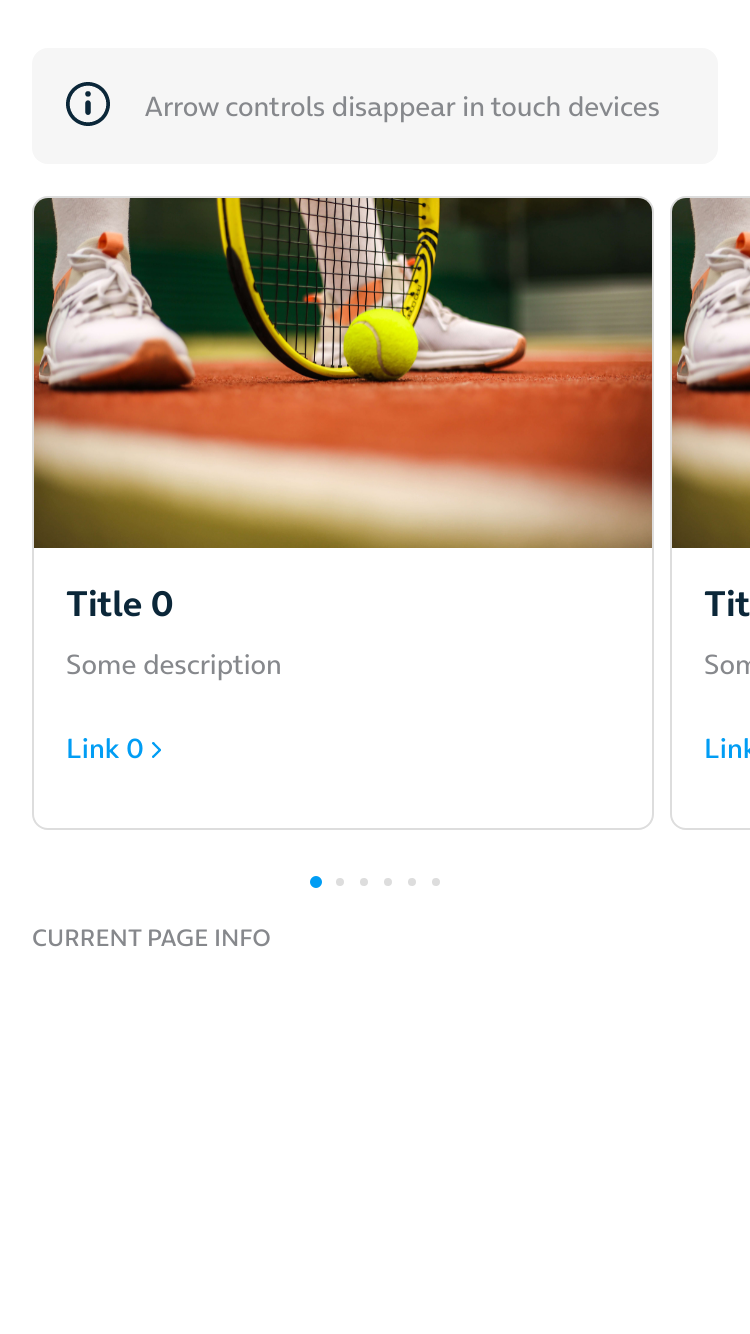 Arrow controls disappear in touch devices
Title 0
Some description
Link 0
Tit
Som
Link
CURRENT PAGE INFO